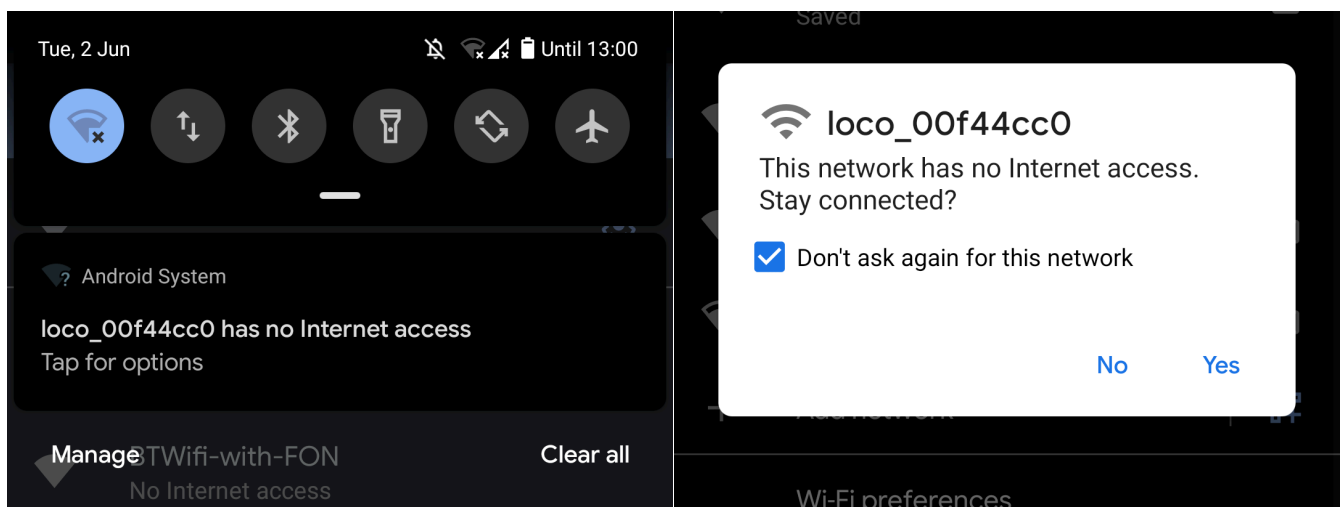 Tue, 2 Jun
Until 13:00
Android System
loco_00f44cc0 has no Internet access
Tap for options
Manage
Clear all
BTWifi-with-FON
No Internet access
Saved
loco_00f44cc0
This network has no Internet access.
Stay connected?
Don't ask again for this network
No
Yes
Add network
Wi-Fi preferences